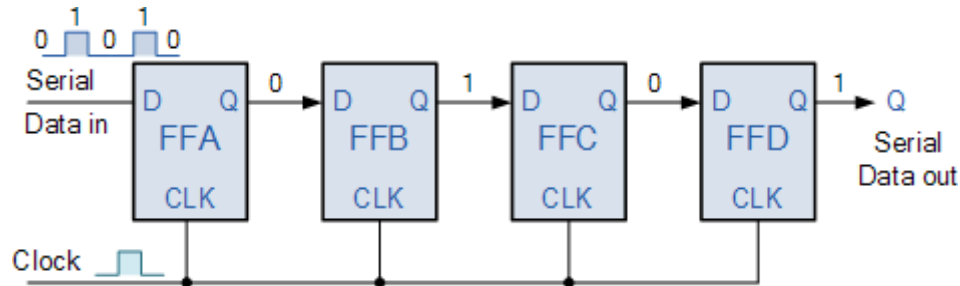 1 1
0 0 0
Serial
Data in
0 1 0 1
D Q D Q D Q D Q Q
FFA FFB FFC FFD
Serial
Data out
CLK CLK CLK CLK
Clock